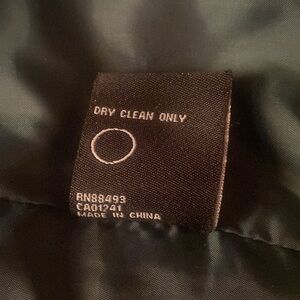 DRY CLEAN ONLY
RN88493
CA01241
MADE IN CHINA